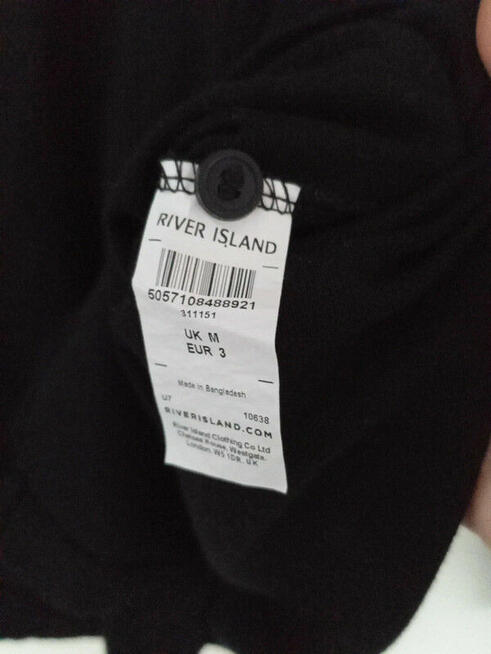 RIVER ISLAND
5057108488921
311151
UK M
EUR 3
Made in Bangladesh
U7 10638
RIVERISLAND.COM
River Island Clothing Co Ltd
Chelsea House, Westgate,
London, W5 1DR. UK